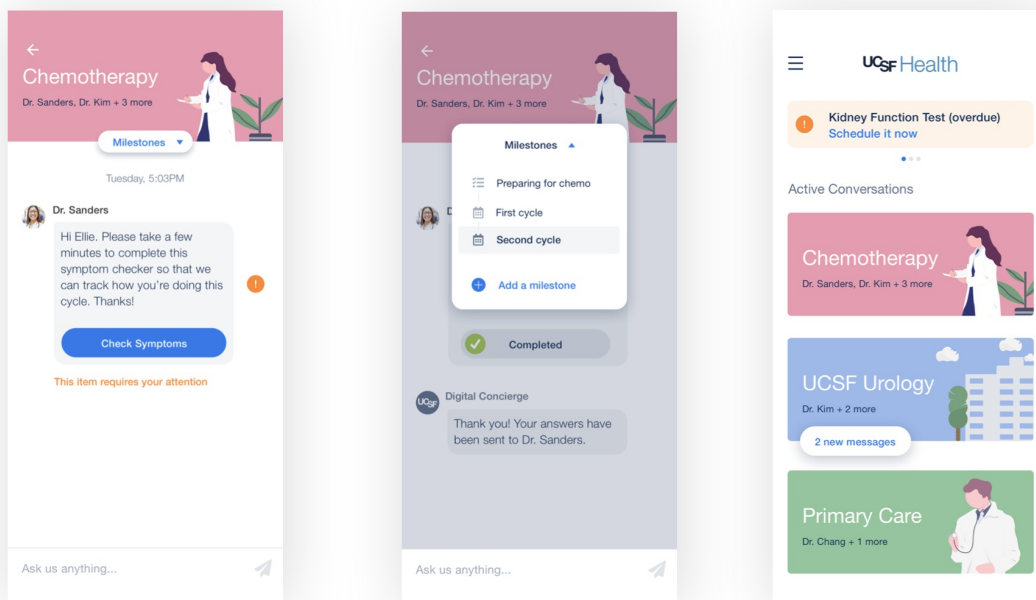 Chemotherapy
Dr. Sanders, Dr. Kim + 3 more
Milestones
Tuesday, 5:03PM
Dr. Sanders
Hi Ellie. Please take a few
minutes to complete this
symptom checker so that we
can track how you're doing this
cycle. Thanks!
!
Check Symptoms
This item requires your attention
Ask us anything...
Chemotherapy
Dr. Sanders, Dr. Kim + 3 more
Milestones
Preparing for chemo
D
First cycle
Second cycle
Add a milestone
Completed
UCSF
Digital Concierge
Thank you! Your answers have
been sent to Dr. Sanders.
Ask us anything...
UCSF Health
!
Kidney Function Test (overdue)
Schedule it now
Active Conversations
Chemotherapy
Dr. Sanders, Dr. Kim + 3 more
UCSF Urology
Dr. Kim + 2 more
2 new messages
Primary Care
Dr. Chang + 1 more